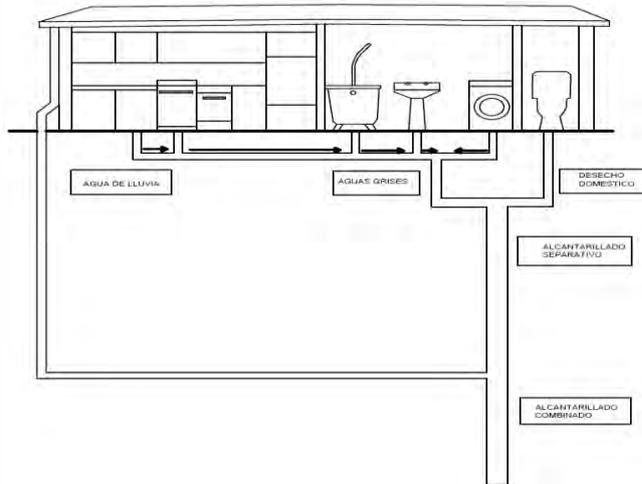 AGUA DE LLUVIA
AGUAS GRISES
DESECHO
DOMESTICO
ALCANTARILLADO
SEPARATIVO
ALCANTARILLADO
COMBINADO